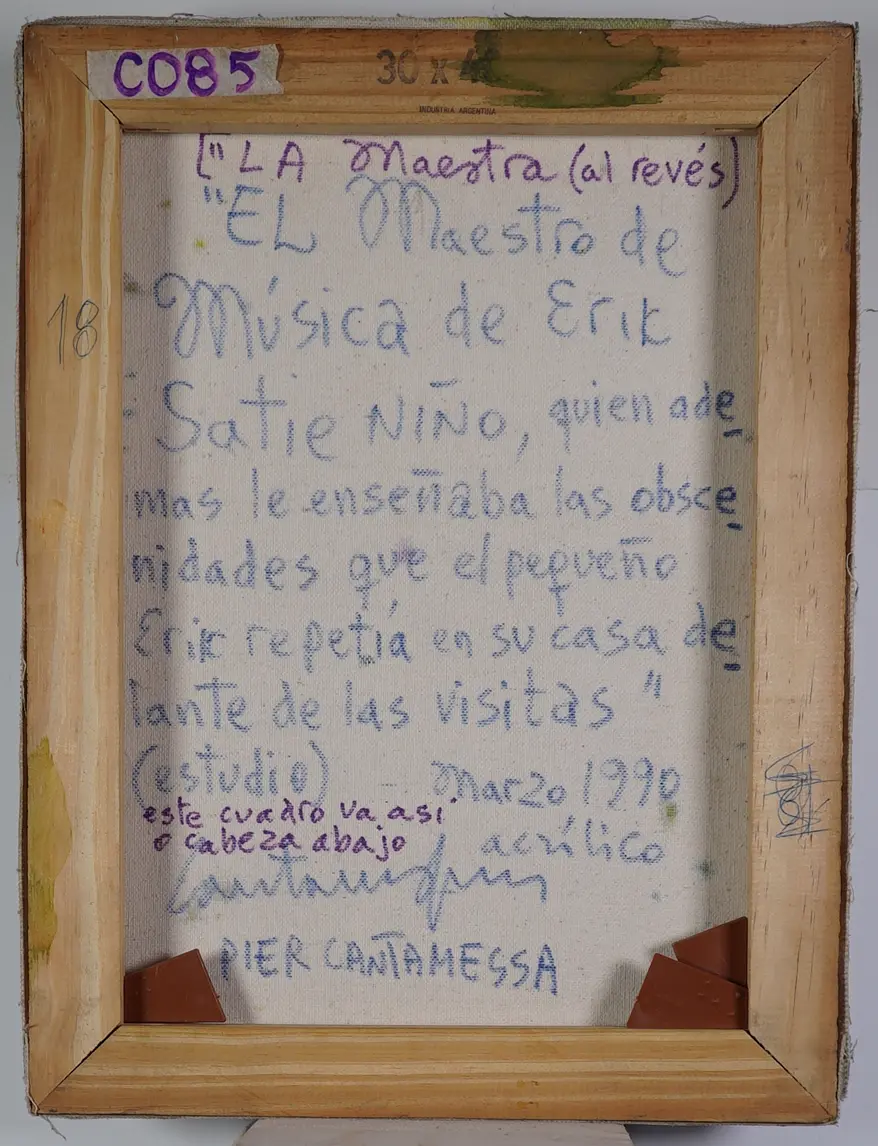 C085
30 x
INDUSTRIA ARGENTINA
["LA Maestra (al revés)
"EL Maestro de
Música de Erik
18
Satie NIÑO, quien ade
mas le enseñaba las obsce
nidades que el pequeño
Erik repetía en su casa de
lante de las visitas"
(estudio) Marzo 1990
este cuadro va así
o cabeza abajo
acrílico
Cantamessa
PIER CANTAMESSA